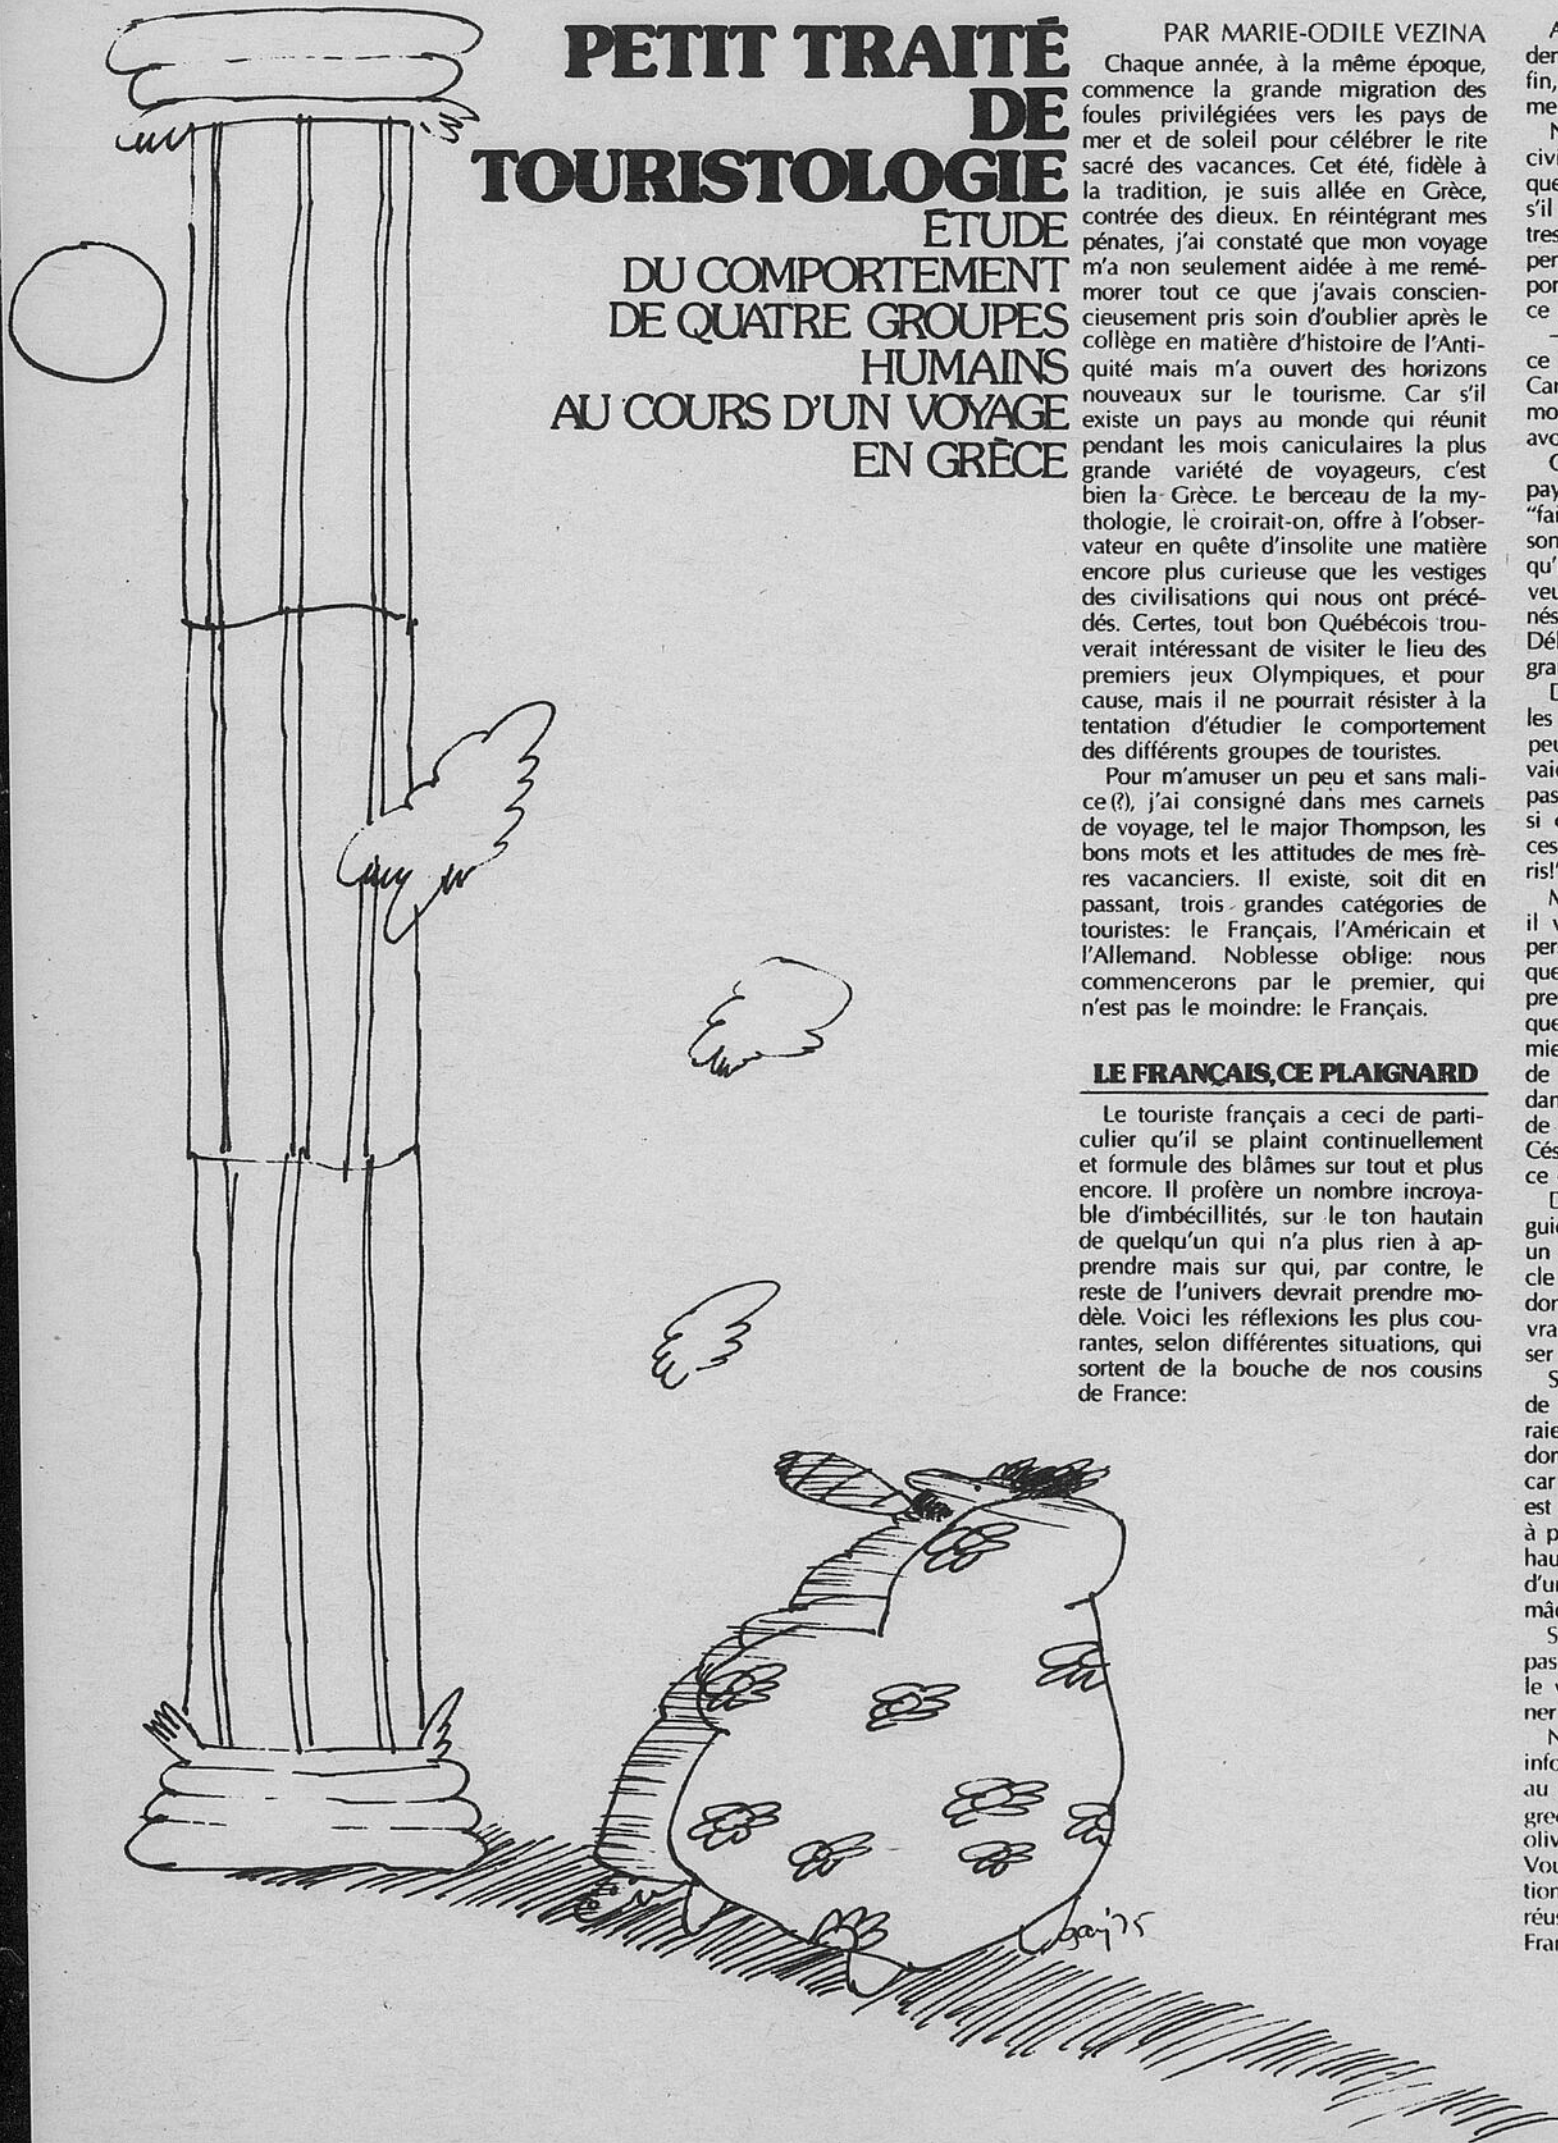 PETIT TRAITÉ
DE
TOURISTOLOGIE
ÉTUDE
DU COMPORTEMENT
DE QUATRE GROUPES
HUMAINS
AU COURS D'UN VOYAGE
EN GRÈCE
PAR MARIE-ODILE VEZINA
Chaque année, à la même époque,
commence la grande migration des
foules privilégiées vers les pays de
mer et de soleil pour célébrer le rite
sacré des vacances. Cet été, fidèle à
la tradition, je suis allée en Grèce,
contrée des dieux. En réintégrant mes
pénates, j'ai constaté que mon voyage
m'a non seulement aidée à me remé-
morer tout ce que j'avais conscien-
cieusement pris soin d'oublier après le
collège en matière d'histoire de l'Anti-
quité mais m'a ouvert des horizons
nouveaux sur le tourisme. Car s'il
existe un pays au monde qui réunit
pendant les mois caniculaires la plus
grande variété de voyageurs, c'est
bien la Grèce. Le berceau de la my-
thologie, le croirait-on, offre à l'obser-
vateur en quête d'insolite une matière
encore plus curieuse que les vestiges
des civilisations qui nous ont précé-
dés. Certes, tout bon Québécois trou-
verait intéressant de visiter le lieu des
premiers jeux Olympiques, et pour
cause, mais il ne pourrait résister à la
tentation d'étudier le comportement
des différents groupes de touristes.
Pour m'amuser un peu et sans mali-
ce(?), j'ai consigné dans mes carnets
de voyage, tel le major Thompson, les
bons mots et les attitudes de mes frè-
res vacanciers. Il existe, soit dit en
passant, trois grandes catégories de
touristes: le Français, l'Américain et
l'Allemand. Noblesse oblige: nous
commencerons par le premier, qui
n'est pas le moindre: le Français.
LE FRANÇAIS, CE PLAIGNARD
Le touriste français a ceci de parti-
culier qu'il se plaint continuellement
et formule des blâmes sur tout et plus
encore. Il profère un nombre incroya-
ble d'imbécillités, sur le ton hautain
de quelqu'un qui n'a plus rien à ap-
prendre mais sur qui, par contre, le
reste de l'univers devrait prendre mo-
dèle. Voici les réflexions les plus cou-
rantes, selon différentes situations, qui
sortent de la bouche de nos cousins
de France: